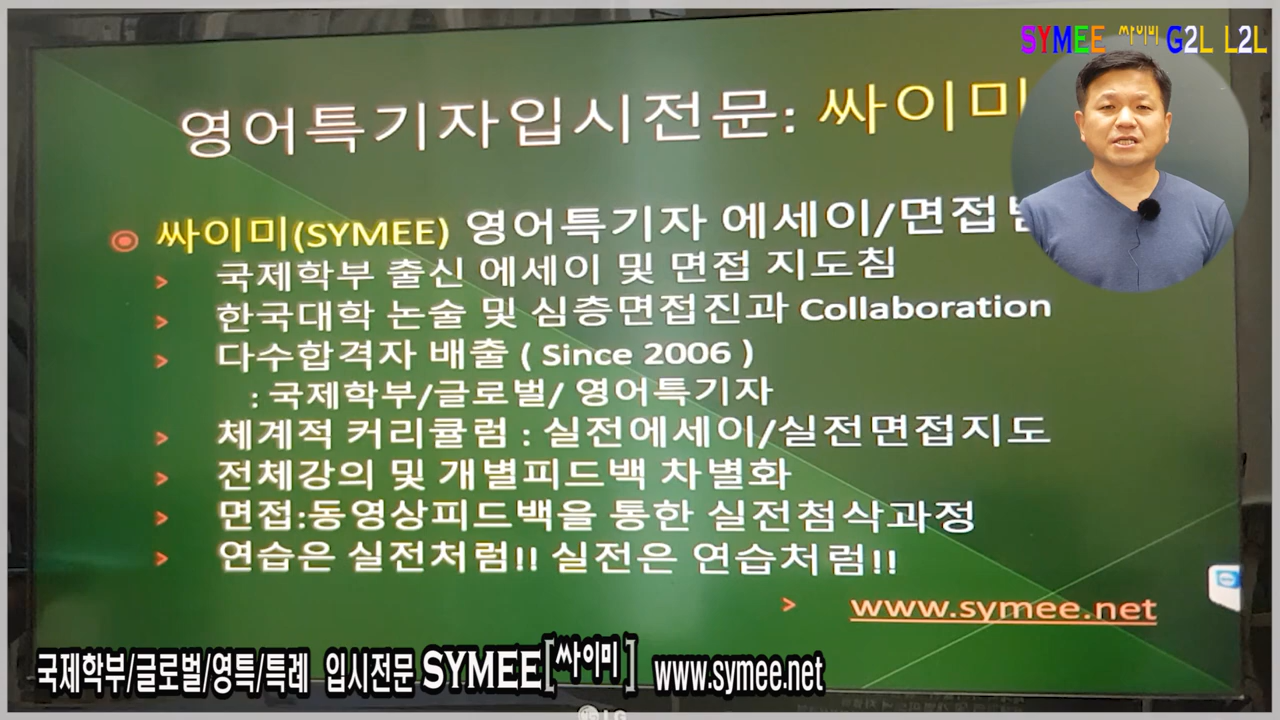 SYMEE 싸이미 G2L L2L
영어특기자입시전문: 싸이미
싸이미(SYMEE) 영어특기자 에세이/면접
> 국제학부 출신 에세이 및 면접 지도침
> 한국대학 논술 및 심층면접진과 Collaboration
> 다수합격자 배출 ( Since 2006 )
: 국제학부/글로벌/ 영어특기자
> 체계적 커리큘럼 : 실전에세이/실전면접지도
> 전체강의 및 개별피드백 차별화
> 면접:동영상피드백을 통한 실전첨삭과정
> 연습은 실전처럼!! 실전은 연습처럼!!
> www.symee.net
국제학부/글로벌/영특/특례 입시전문 SYMEE[싸이미] www.symee.net
LG